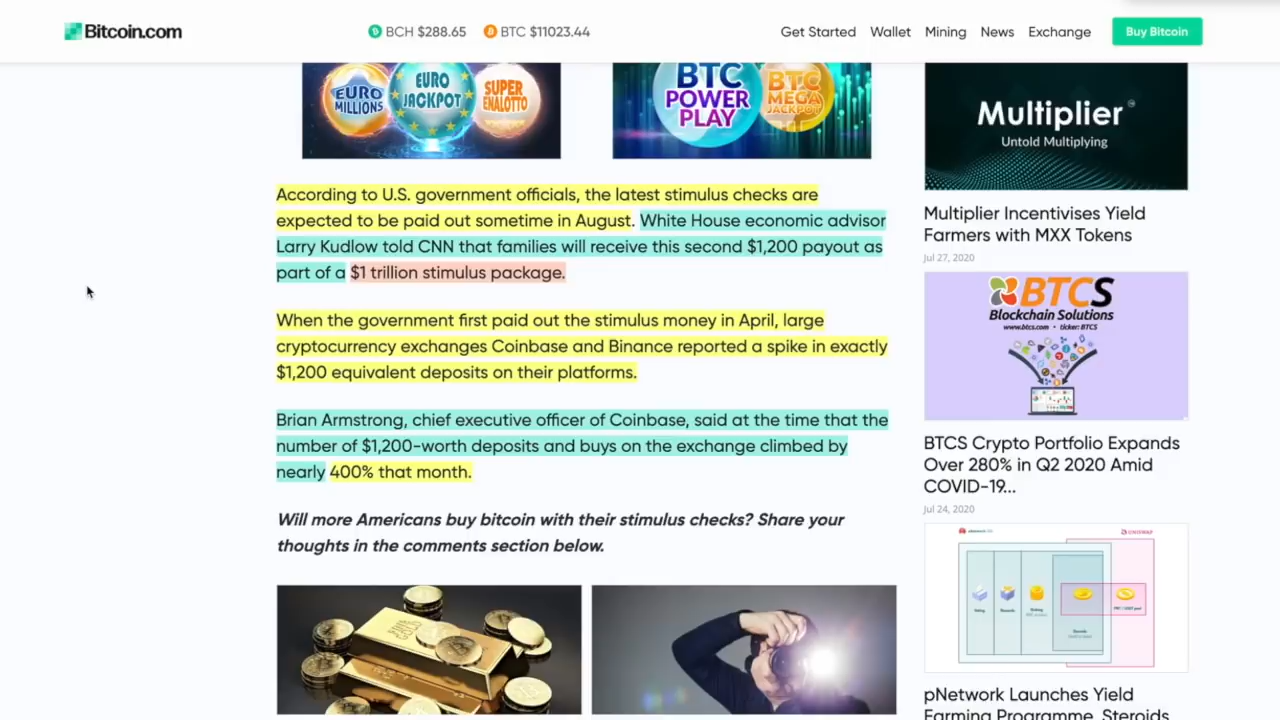 Bitcoin.com
BCH $288.65
BTC $11023.44
Get Started
Wallet
Mining
News
Exchange
Buy Bitcoin
EURO
MILLIONS
EURO
JACKPOT
SUPER
ENALOTTO
BTC
POWER
PLAY
BTC
MEGA
JACKPOT
According to U.S. government officials, the latest stimulus checks are
expected to be paid out sometime in August. White House economic advisor
Larry Kudlow told CNN that families will receive this second $1,200 payout as
part of a $1 trillion stimulus package.
When the government first paid out the stimulus money in April, large
cryptocurrency exchanges Coinbase and Binance reported a spike in exactly
$1,200 equivalent deposits on their platforms.
Brian Armstrong, chief executive officer of Coinbase, said at the time that the
number of $1,200-worth deposits and buys on the exchange climbed by
nearly 400% that month.
Will more Americans buy bitcoin with their stimulus checks? Share your
thoughts in the comments section below.
Multiplier
Untold Multiplying
Multiplier Incentivises Yield
Farmers with MXX Tokens
Jul 27, 2020
BTCS
Blockchain Solutions
www.btcs.com • ticker: BTCS
BTCS Crypto Portfolio Expands
Over 280% in Q2 2020 Amid
COVID-19...
Jul 24, 2020
pNetwork Launches Yield
Farming Programme, Steroids